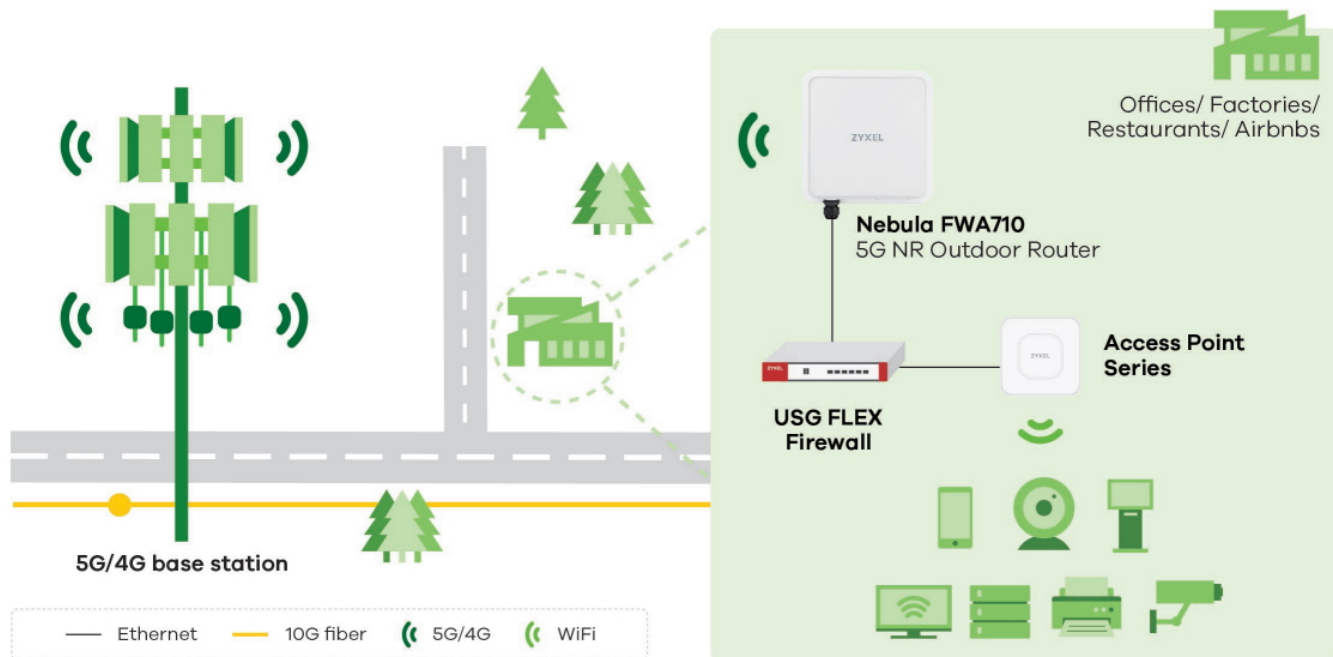 Offices/ Factories/
Restaurants/ Airbnbs
ZYXEL
Nebula FWA710
5G NR Outdoor Router
ZYXEL
USG FLEX
Firewall
ZYXEL
Access Point
Series
5G/4G base station
Ethernet
10G fiber
5G/4G
WiFi